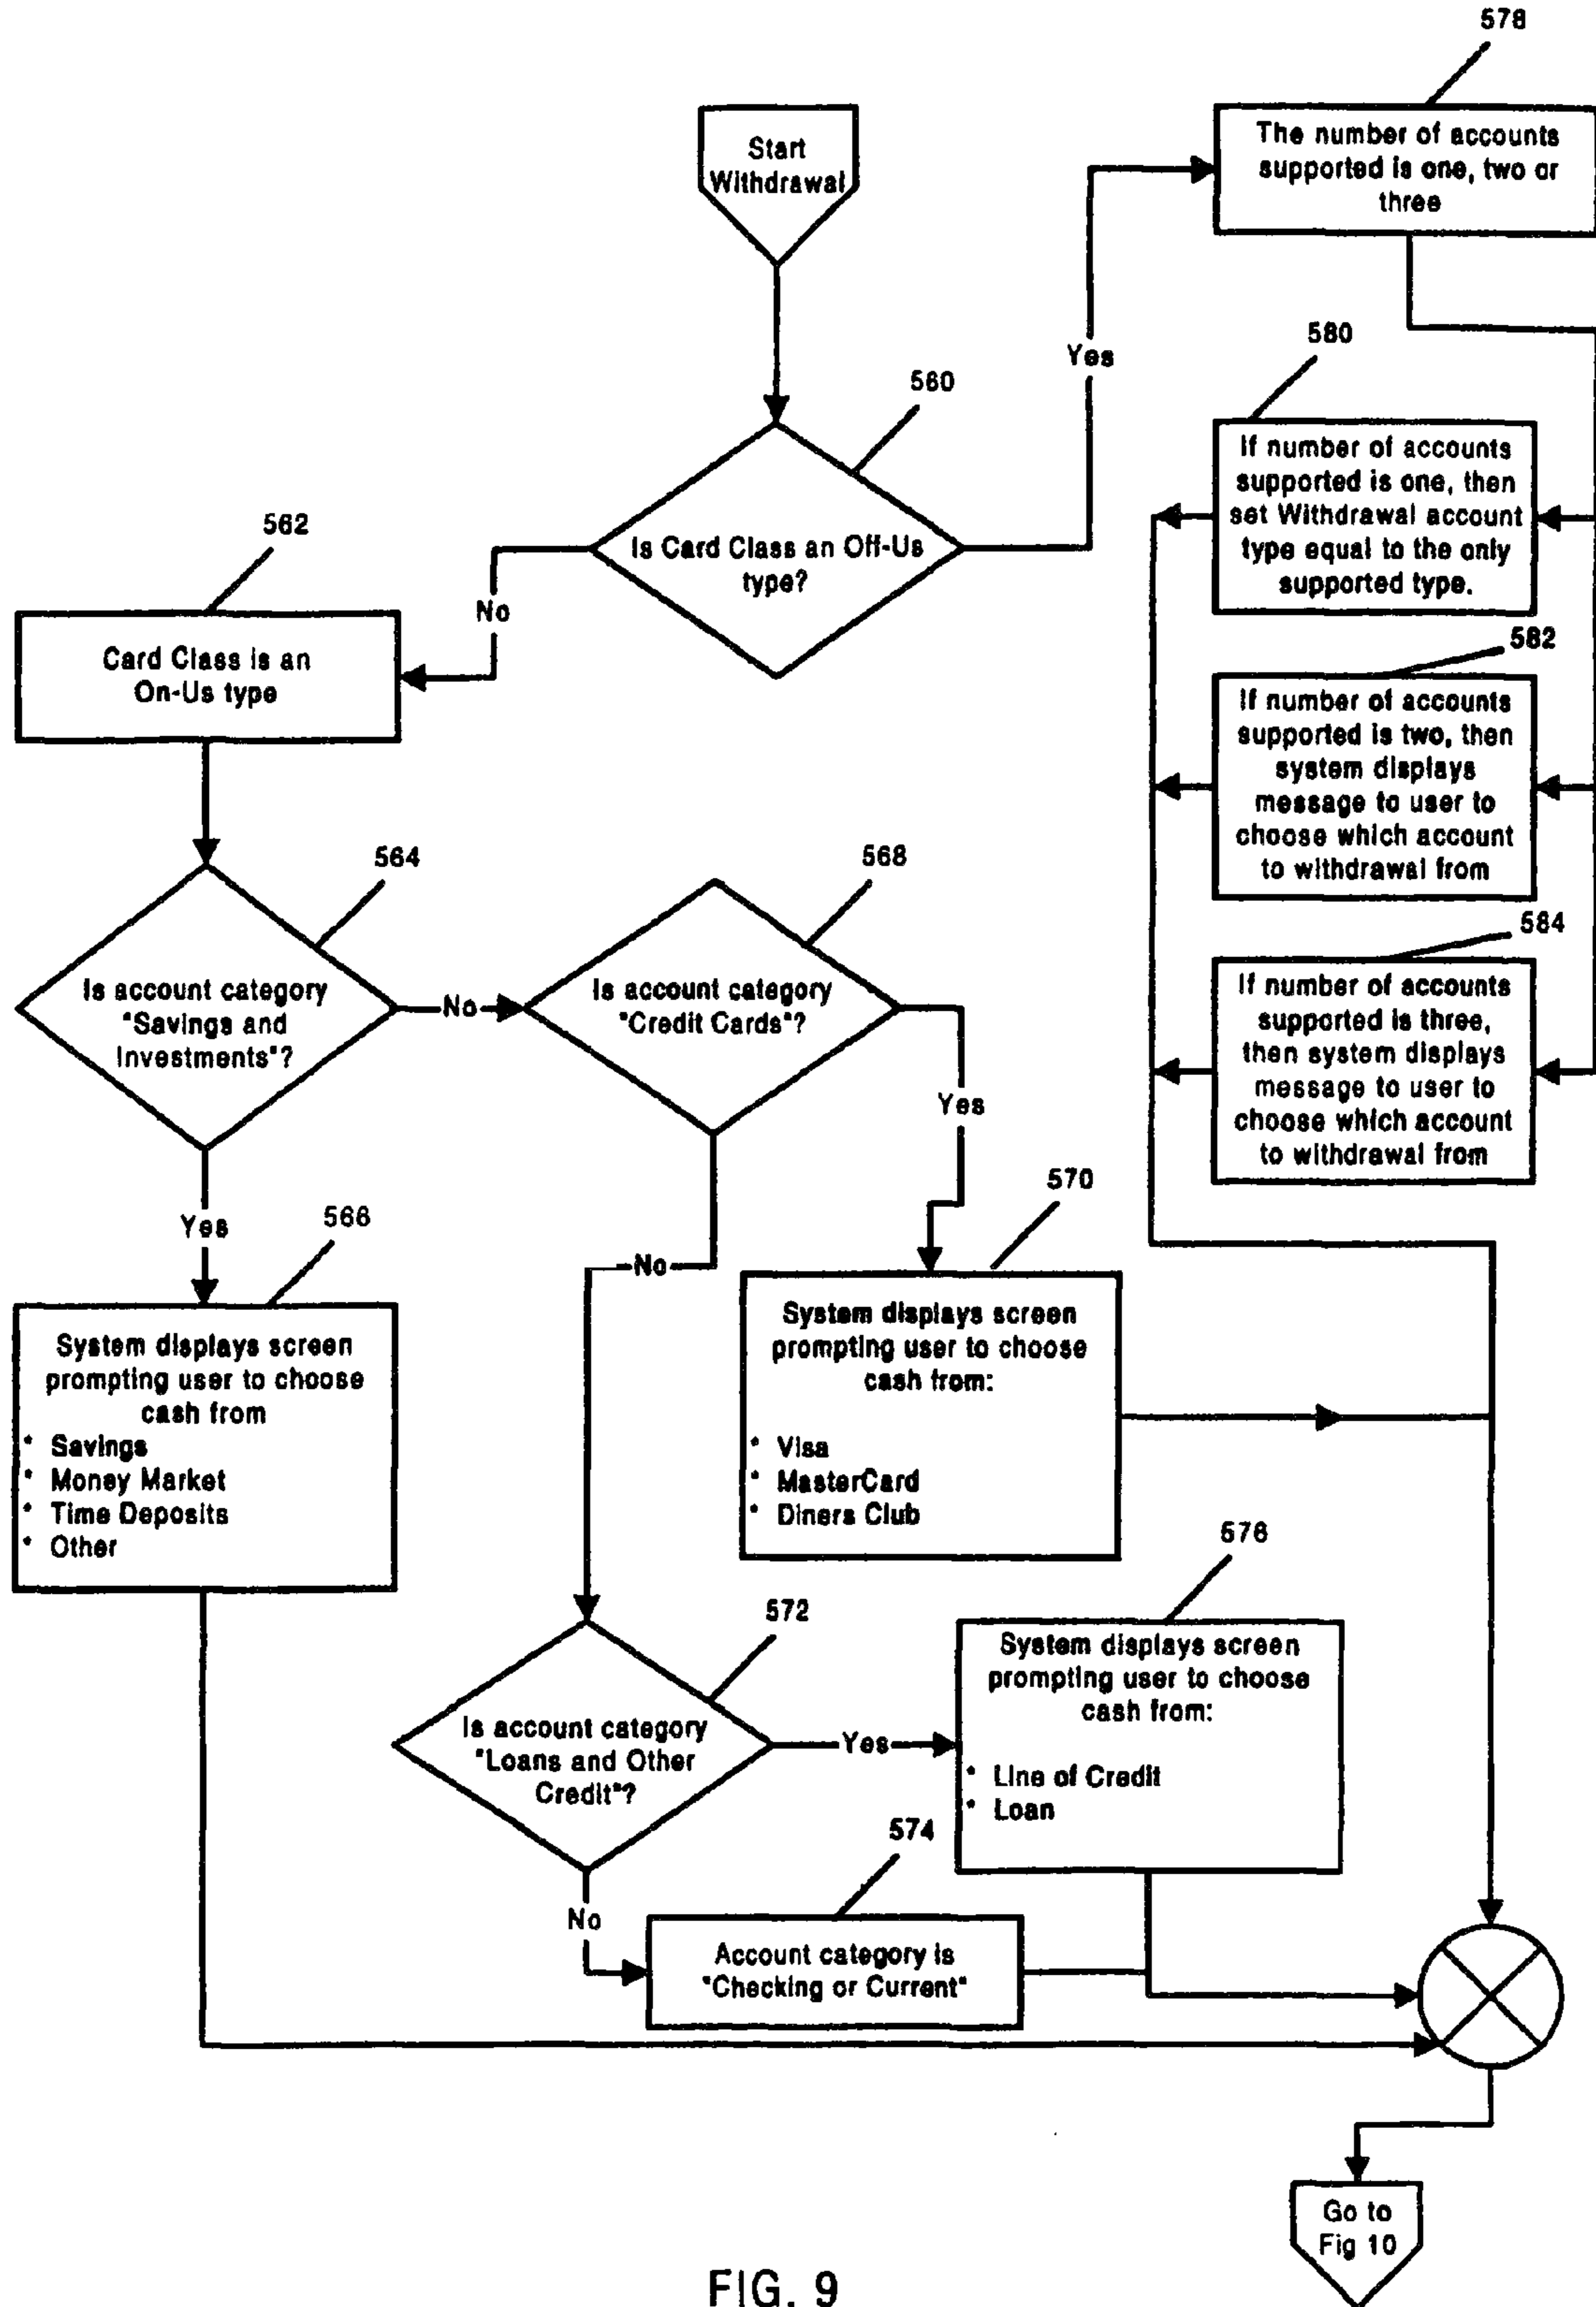 578
Start
Withdrawal
The number of accounts
supported is one, two or
three
Yes
580
560
If number of accounts
supported is one, then
set Withdrawal account
type equal to the only
supported type.
562
Is Card Class an Off-Us
type?
No
Card Class is an
On-Us type
582
If number of accounts
supported is two, then
system displays
message to user to
choose which account
to withdrawal from
564
568
584
Is account category
"Savings and
Investments"?
No
Is account category
"Credit Cards"?
If number of accounts
supported is three,
then system displays
message to user to
choose which account
to withdrawal from
Yes
Yes
566
570
No
System displays screen
prompting user to choose
cash from
* Savings
* Money Market
* Time Deposits
* Other
System displays screen
prompting user to choose
cash from:
* Visa
* MasterCard
* Diners Club
576
572
System displays screen
prompting user to choose
cash from:
* Line of Credit
* Loan
Is account category
"Loans and Other
Credit"?
Yes
574
No
Account category is
"Checking or Current"
Go to
Fig 10
FIG. 9